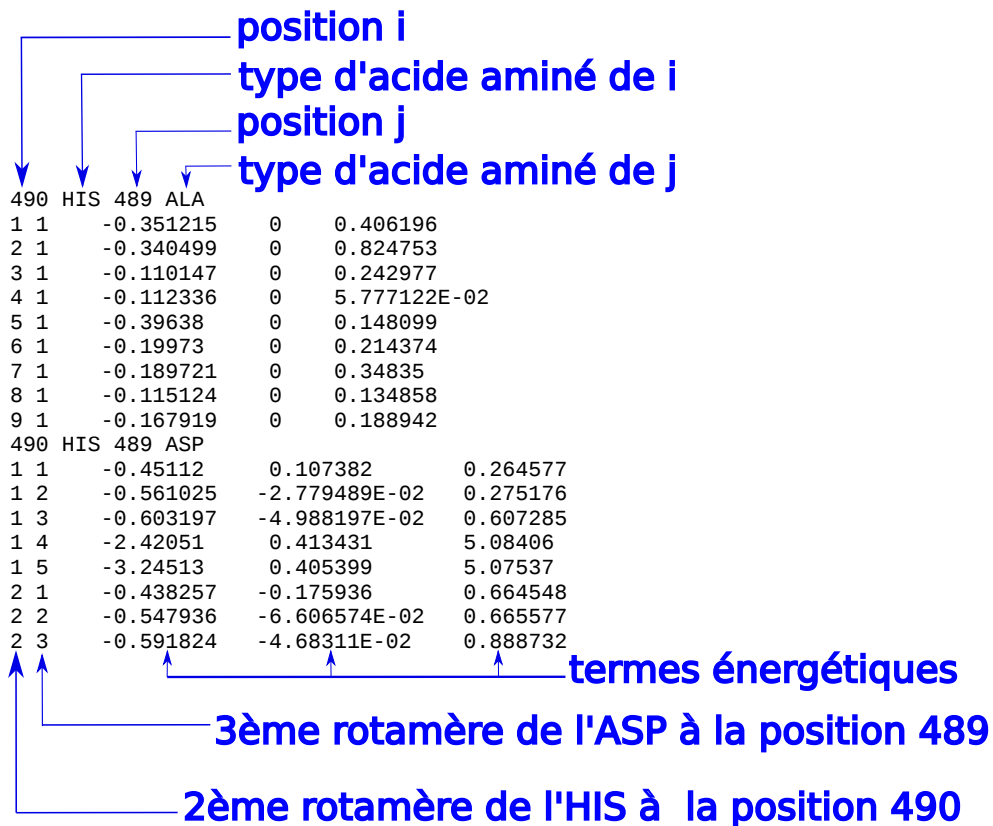 position i
type d'acide aminé de i
position j
type d'acide aminé de j
490 HIS 489 ALA
1 1 -0.351215 0 0.406196
2 1 -0.340499 0 0.824753
3 1 -0.110147 0 0.242977
4 1 -0.112336 0 5.777122E-02
5 1 -0.39638 0 0.148099
6 1 -0.19973 0 0.214374
7 1 -0.189721 0 0.34835
8 1 -0.115124 0 0.134858
9 1 -0.167919 0 0.188942
490 HIS 489 ASP
1 1 -0.45112 0.107382 0.264577
1 2 -0.561025 -2.779489E-02 0.275176
1 3 -0.603197 -4.988197E-02 0.607285
1 4 -2.42051 0.413431 5.08406
1 5 -3.24513 0.405399 5.07537
2 1 -0.438257 -0.175936 0.664548
2 2 -0.547936 -6.606574E-02 0.665577
2 3 -0.591824 -4.68311E-02 0.888732
termes énergétiques
3ème rotamère de l'ASP à la position 489
2ème rotamère de l'HIS à la position 490